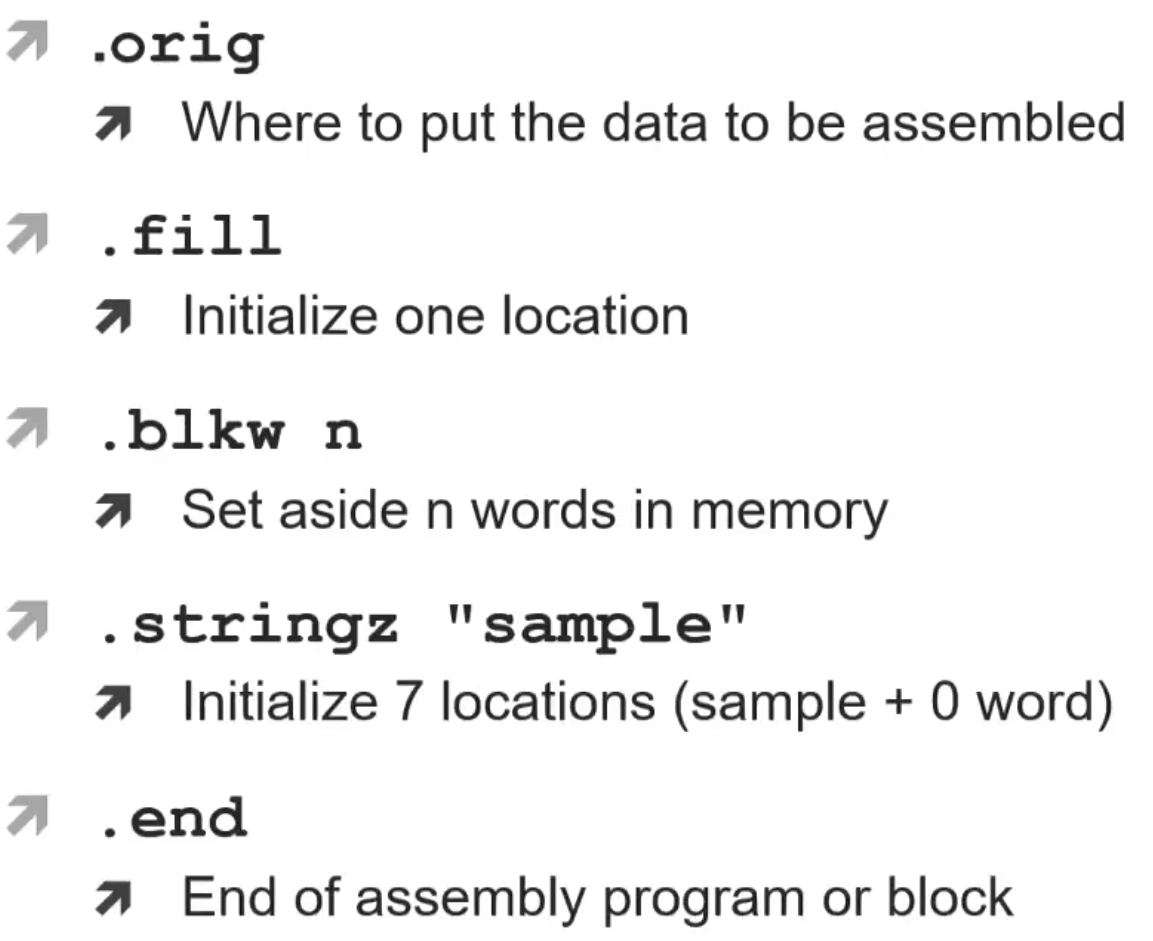 .orig
Where to put the data to be assembled
.fill
Initialize one location
.blkw n
Set aside n words in memory
.stringz "sample"
Initialize 7 locations (sample + 0 word)
.end
End of assembly program or block